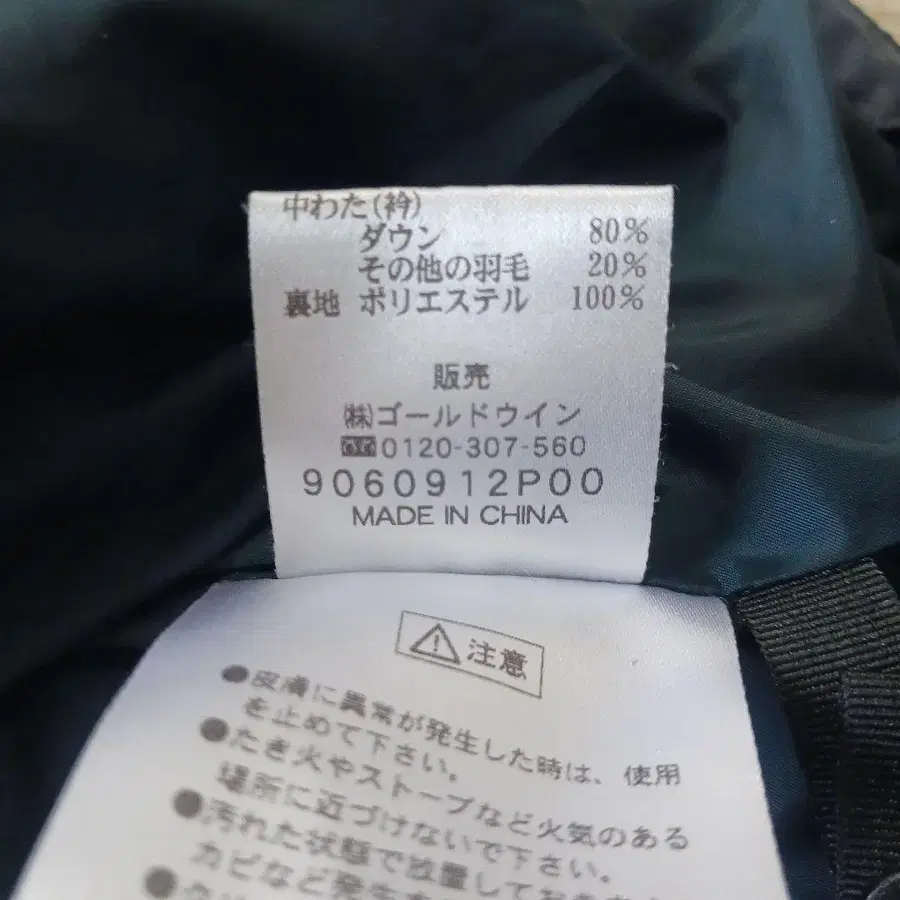 中わた(衿)
ダウン 80%
その他の羽毛 20%
裏地 ポリエステル 100%
販売
㈱ゴールドウイン
0120-307-560
9060912P00
MADE IN CHINA
注意
●皮膚に異常が発生した時は、使用
を止めて下さい。
●たき火やストーブなど火気のある
場所に近づけないで下さい。
●汚れた状態で放置しておきま
カビなど発生